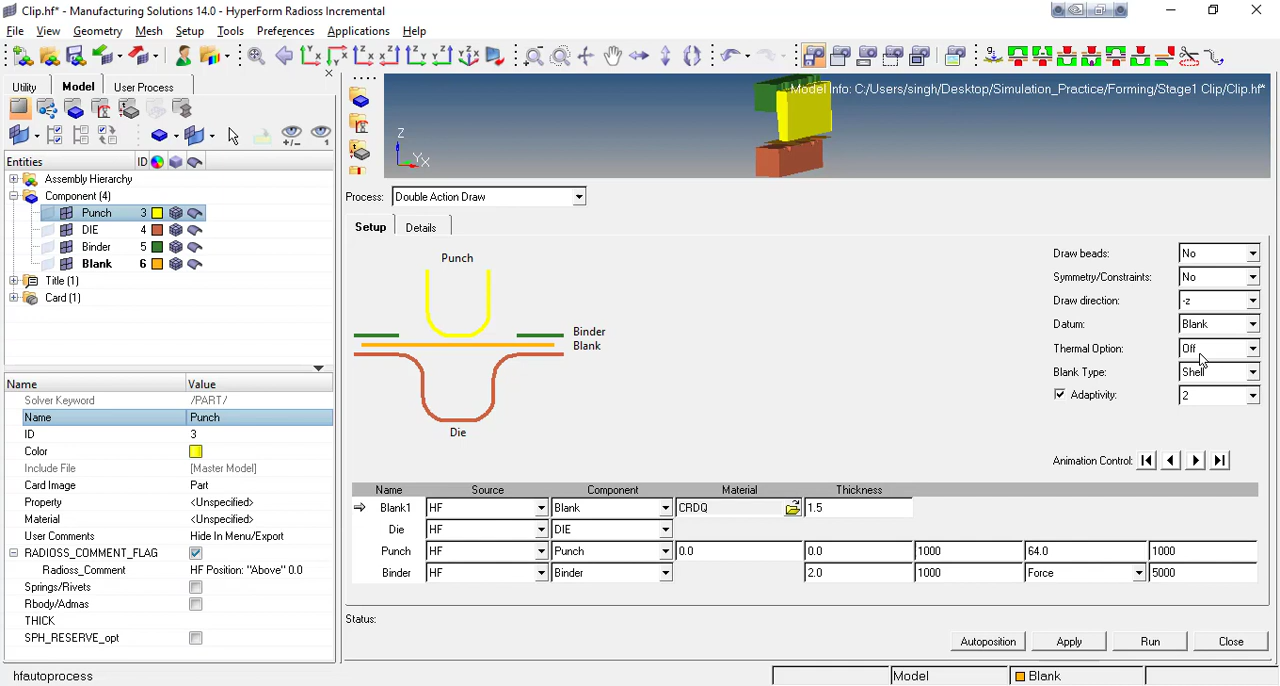 Clip.hf* - Manufacturing Solutions 14.0 - HyperForm Radioss Incremental
File View Geometry Mesh Setup Tools Preferences Applications Help
Utility Model User Process
Entities ID
Assembly Hierarchy
Component (4)
Punch 3
DIE 4
Binder 5
Blank 6
Title (1)
Card (1)
Name Value
Solver Keyword /PART/
Name Punch
ID 3
Color
Include File [Master Model]
Card Image Part
Property <Unspecified>
Material <Unspecified>
User Comments Hide In Menu/Export
RADIOSS_COMMENT_FLAG
Radioss_Comment HF Position: "Above" 0.0
Springs/Rivets
Rbody/Admas
THICK
SPH_RESERVE_opt
Model Info: C:/Users/singh/Desktop/Simulation_Practice/Forming/Stage1 Clip/Clip.hf*
Z
Y X
Process: Double Action Draw
Setup Details
Punch
Binder
Blank
Die
Draw beads: No
Symmetry/Constraints: No
Draw direction: -z
Datum: Blank
Thermal Option: Off
Blank Type: Shell
Adaptivity: 2
Animation Control:
Name Source Component Material Thickness
Blank1 HF Blank CRDQ 1.5
Die HF DIE
Punch HF Punch 0.0 0.0 1000 64.0 1000
Binder HF Binder 2.0 1000 Force 5000
Status:
Autoposition Apply Run Close
hfautoprocess Model Blank